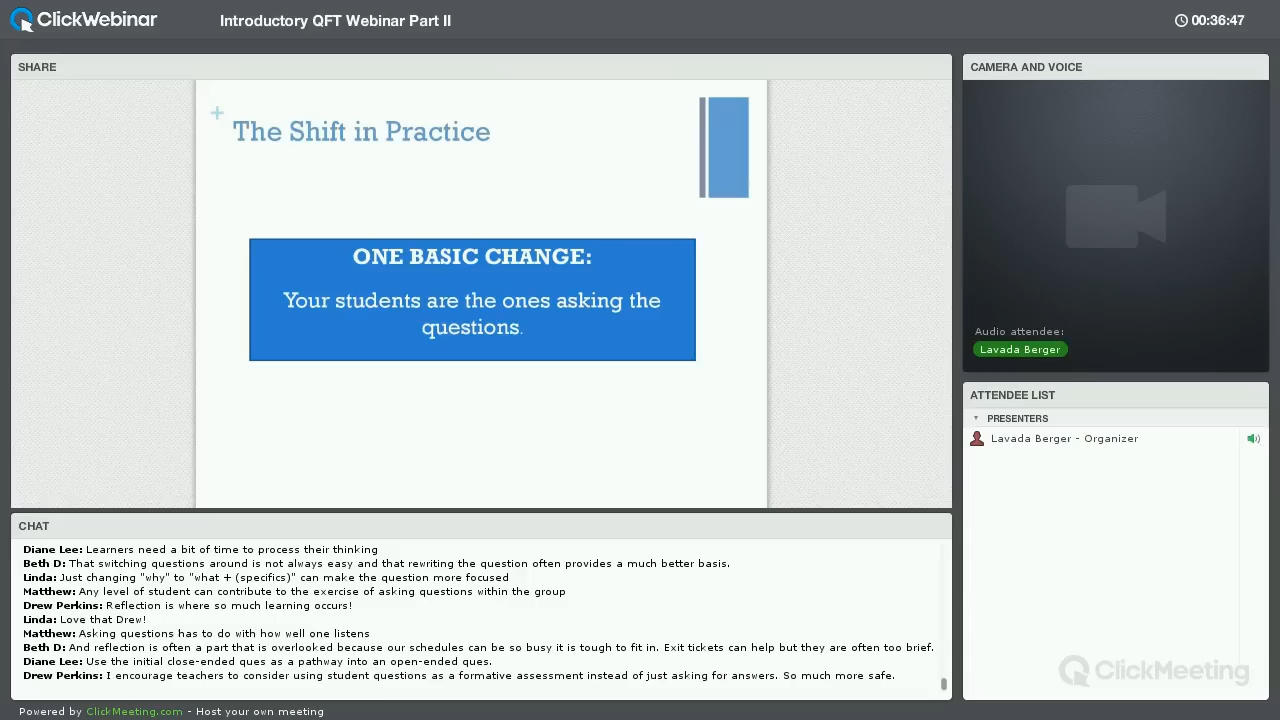 ClickWebinar
Introductory QFT Webinar Part II
00:36:47
SHARE
+
The Shift in Practice
ONE BASIC CHANGE:
Your students are the ones asking the
questions.
CAMERA AND VOICE
Audio attendee:
Lavada Berger
ATTENDEE LIST
PRESENTERS
Lavada Berger - Organizer
CHAT
Diane Lee: Learners need a bit of time to process their thinking
Beth D: That switching questions around is not always easy and that rewriting the question often provides a much better basis.
Linda: Just changing "why" to "what + (specifics)" can make the question more focused
Matthew: Any level of student can contribute to the exercise of asking questions within the group
Drew Perkins: Reflection is where so much learning occurs!
Linda: Love that Drew!
Matthew: Asking questions has to do with how well one listens
Beth D: And reflection is often a part that is overlooked because our schedules can be so busy it is tough to fit in. Exit tickets can help but they are often too brief.
Diane Lee: Use the initial close-ended ques as a pathway into an open-ended ques.
Drew Perkins: I encourage teachers to consider using student questions as a formative assessment instead of just asking for answers. So much more safe.
ClickMeeting
Powered by ClickMeeting.com - Host your own meeting